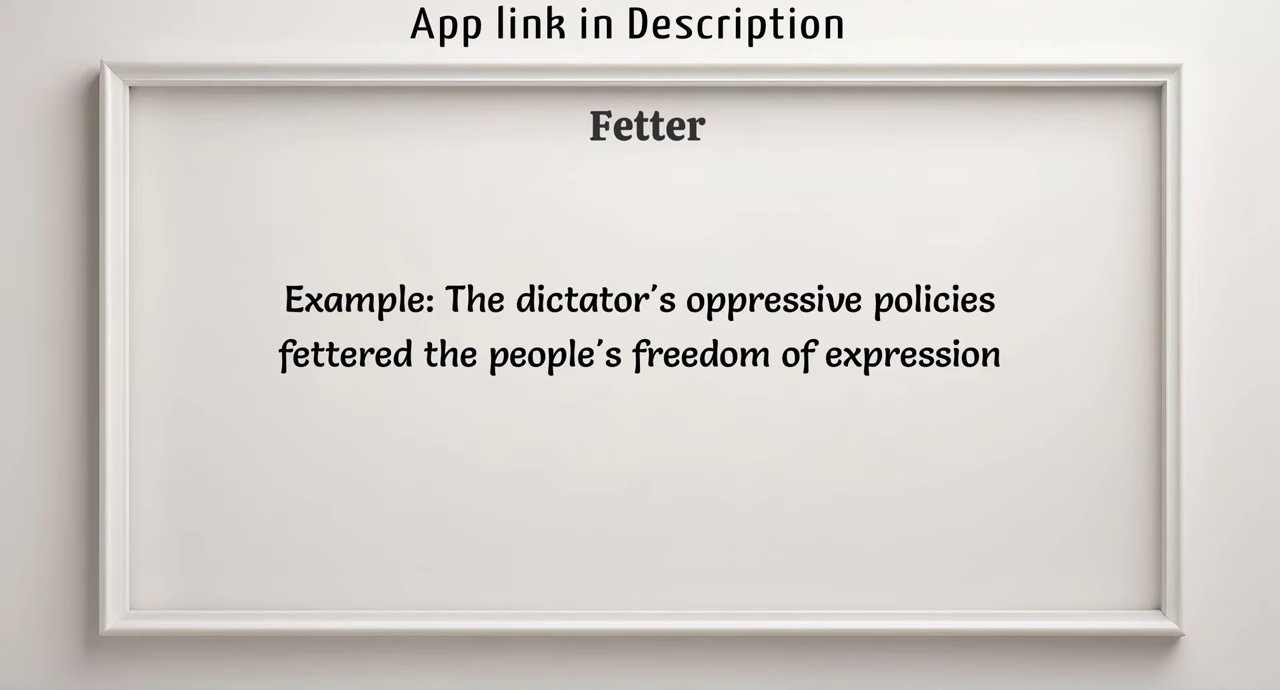 App link in Description
Fetter
Example: The dictator's oppressive policies
fettered the people's freedom of expression